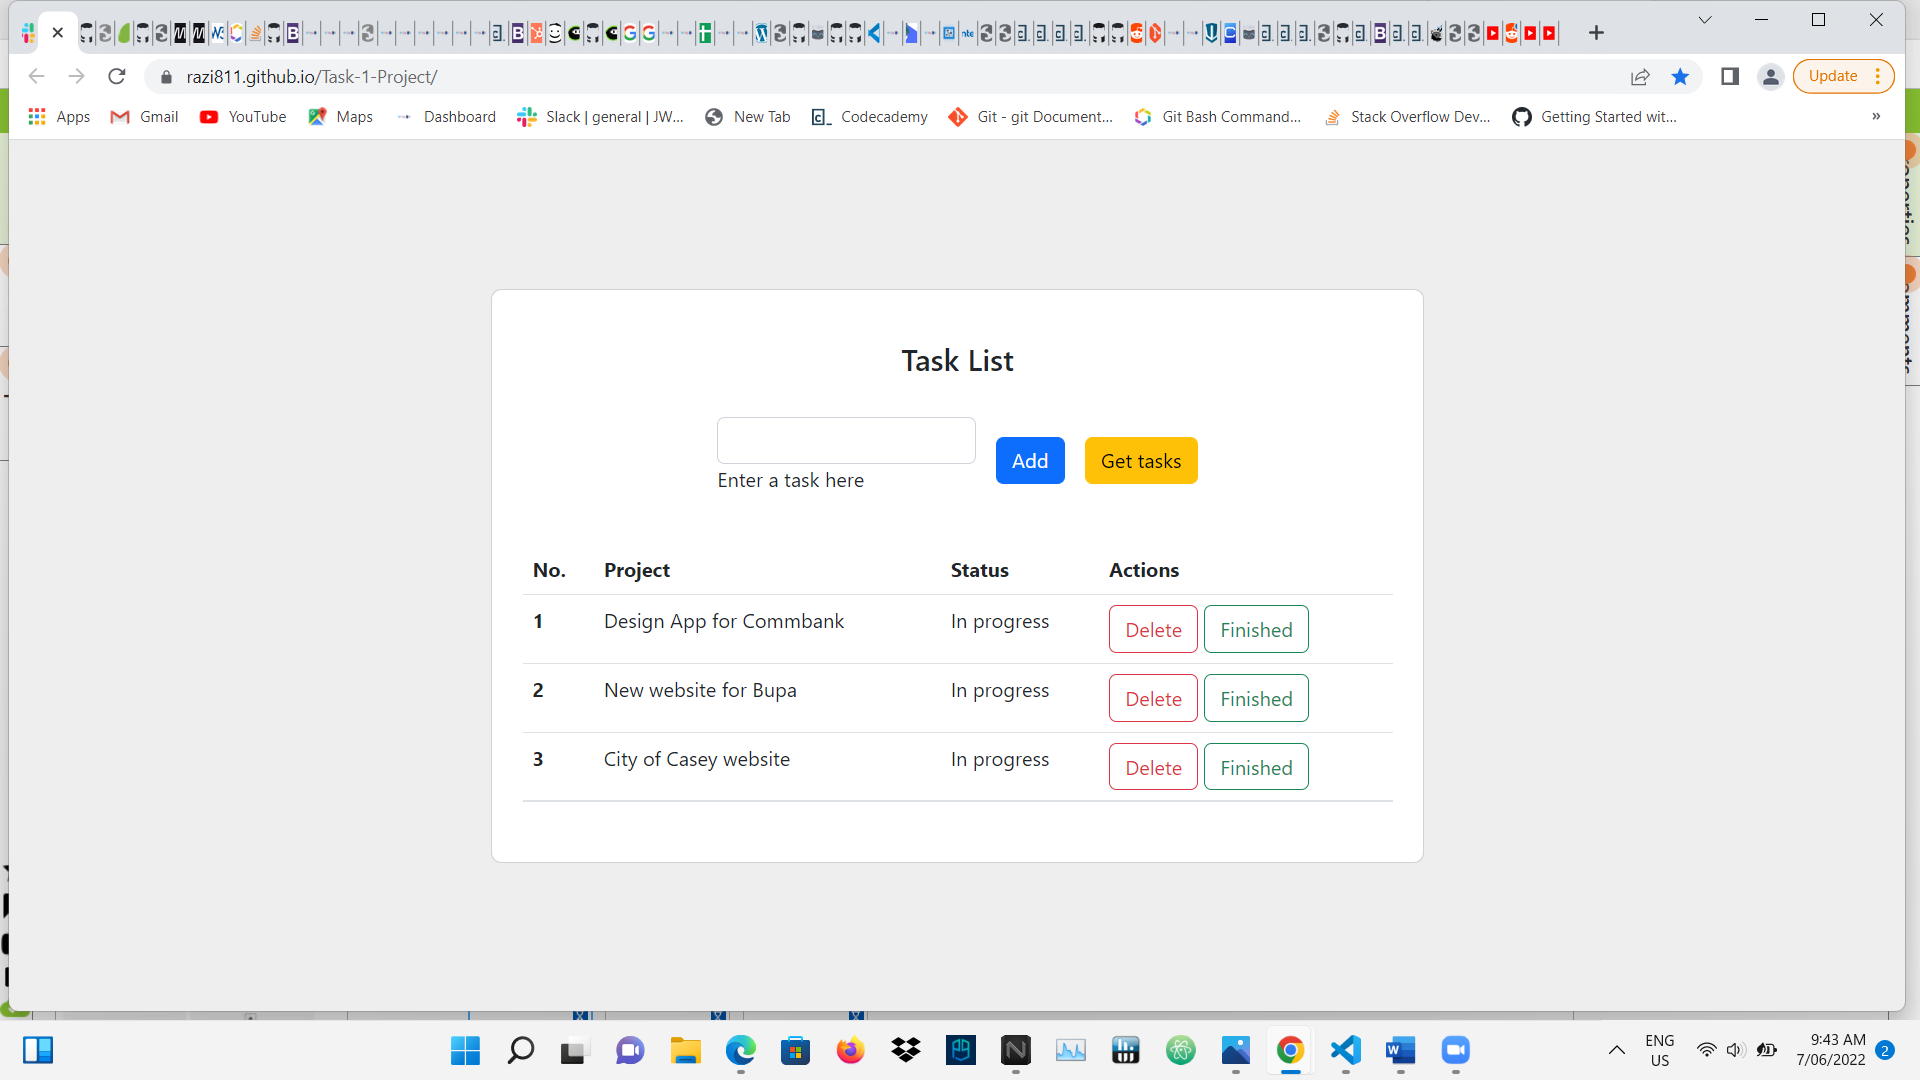 razi811.github.io/Task-1-Project/
Update
Apps
Gmail
YouTube
Maps
Dashboard
Slack | general | JW...
New Tab
Codecademy
Git - git Document...
Git Bash Command...
Stack Overflow Dev...
Getting Started wit...
»
Task List
Enter a task here
Add
Get tasks
No. Project Status Actions
1 Design App for Commbank In progress Delete Finished
2 New website for Bupa In progress Delete Finished
3 City of Casey website In progress Delete Finished
ENG
US
9:43 AM
7/06/2022
2